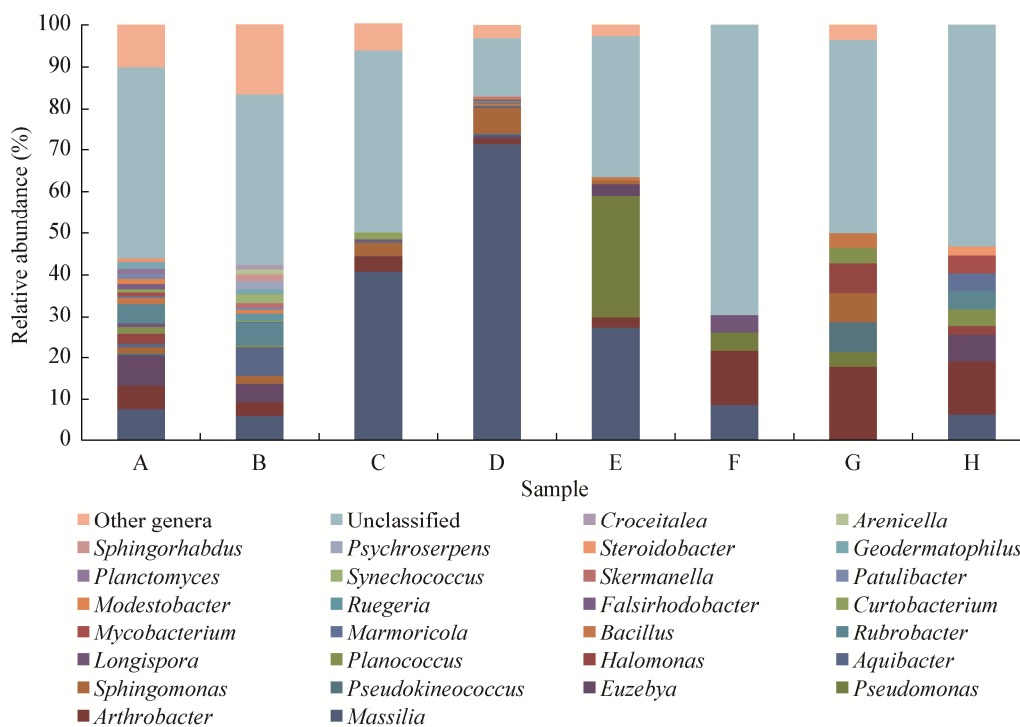 100
90
80
70
60
50
40
30
20
10
0
Relative abundance (%)
A B C D E F G H
Sample
Other genera Unclassified Croceitalea Arenicella
Sphingorhabdus Psychroserpens Steroidobacter Geodermatophilus
Planctomyces Synechococcus Skermanella Patulibacter
Modestobacter Ruegeria Falsirhodobacter Curtobacterium
Mycobacterium Marmoricola Bacillus Rubrobacter
Longispora Planococcus Halomonas Aquibacter
Sphingomonas Pseudokineococcus Euzebya Pseudomonas
Arthrobacter Massilia